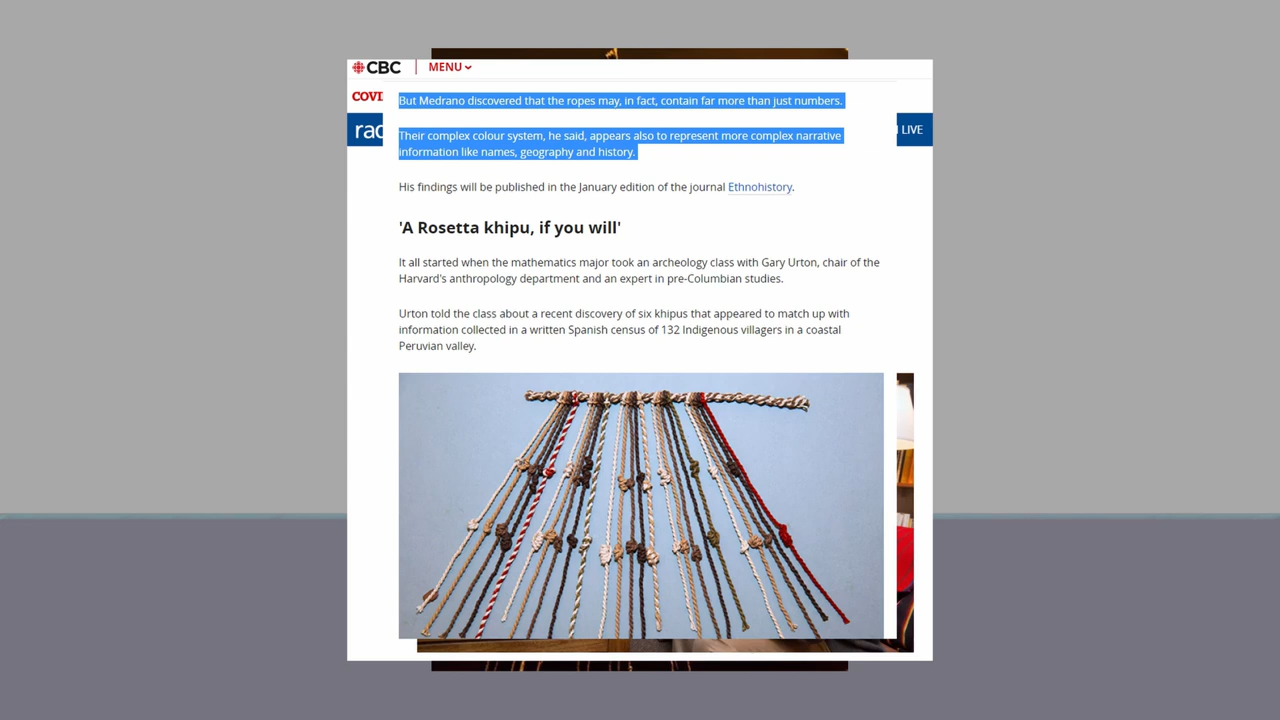 CBC
MENU
COVI
rac
LIVE
But Medrano discovered that the ropes may, in fact, contain far more than just numbers.
Their complex colour system, he said, appears also to represent more complex narrative
information like names, geography and history.
His findings will be published in the January edition of the journal Ethnohistory.
'A Rosetta khipu, if you will'
It all started when the mathematics major took an archeology class with Gary Urton, chair of the
Harvard's anthropology department and an expert in pre-Columbian studies.
Urton told the class about a recent discovery of six khipus that appeared to match up with
information collected in a written Spanish census of 132 Indigenous villagers in a coastal
Peruvian valley.